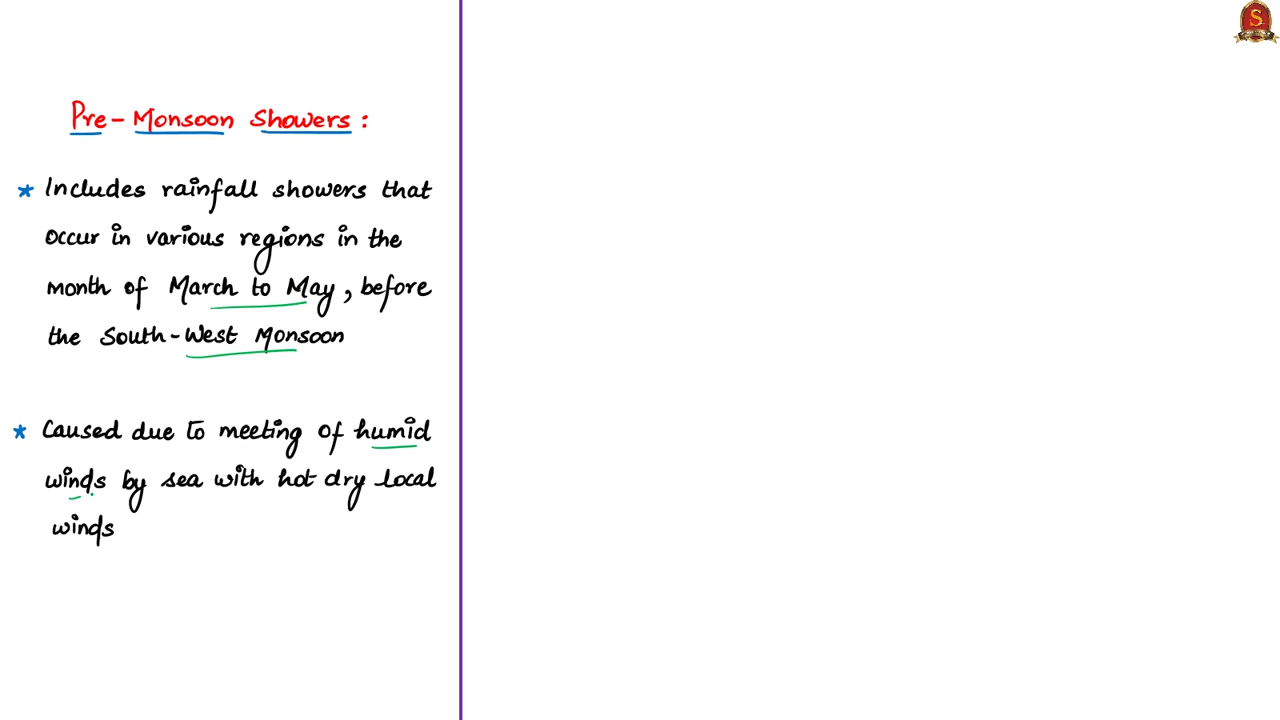 Pre-Monsoon Showers:
* Includes rainfall showers that
occur in various regions in the
month of March to May, before
the South-West Monsoon
* Caused due to meeting of humid
winds by sea with hot dry local
winds
S